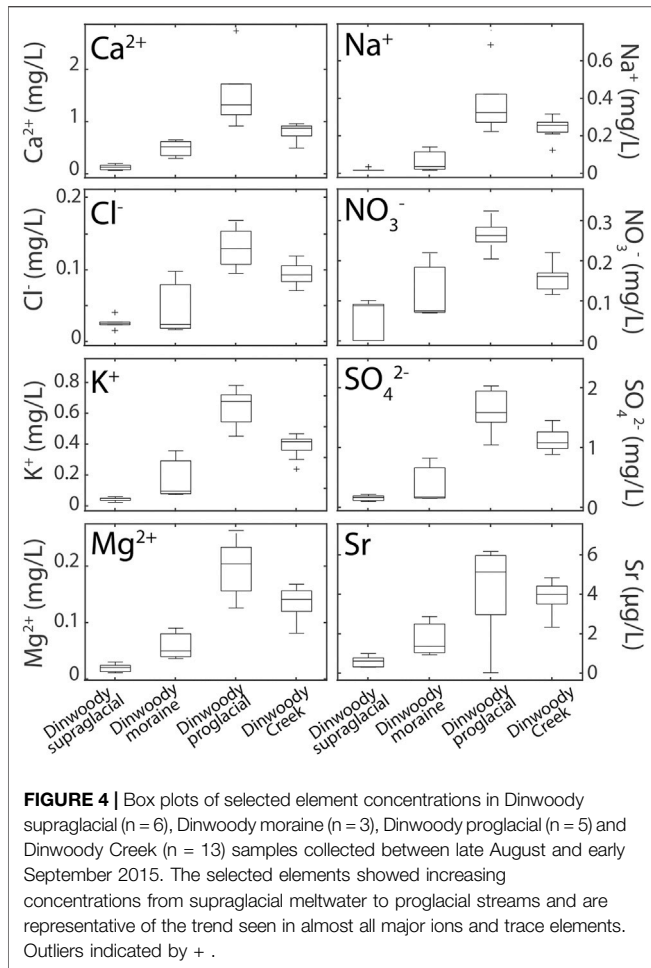 Ca2+
Na+
Ca2+ (mg/L)
2
1
0
0.6
0.4
0.2
0
Na+ (mg/L)
Cl-
NO3-
Cl- (mg/L)
0.2
0.1
0
0.3
0.2
0.1
0
NO3- (mg/L)
K+
SO42-
K+ (mg/L)
0.8
0.6
0.4
0.2
0
2
1
0
SO42- (mg/L)
Mg2+
Sr
Mg2+ (mg/L)
0.2
0.1
0
6
4
2
0
Sr (µg/L)
Dinwoody
supraglacial
Dinwoody
moraine
Dinwoody
proglacial
Dinwoody
Creek
Dinwoody
supraglacial
Dinwoody
moraine
Dinwoody
proglacial
Dinwoody
Creek
FIGURE 4 | Box plots of selected element concentrations in Dinwoody
supraglacial (n = 6), Dinwoody moraine (n = 3), Dinwoody proglacial (n = 5) and
Dinwoody Creek (n = 13) samples collected between late August and early
September 2015. The selected elements showed increasing
concentrations from supraglacial meltwater to proglacial streams and are
representative of the trend seen in almost all major ions and trace elements.
Outliers indicated by + .